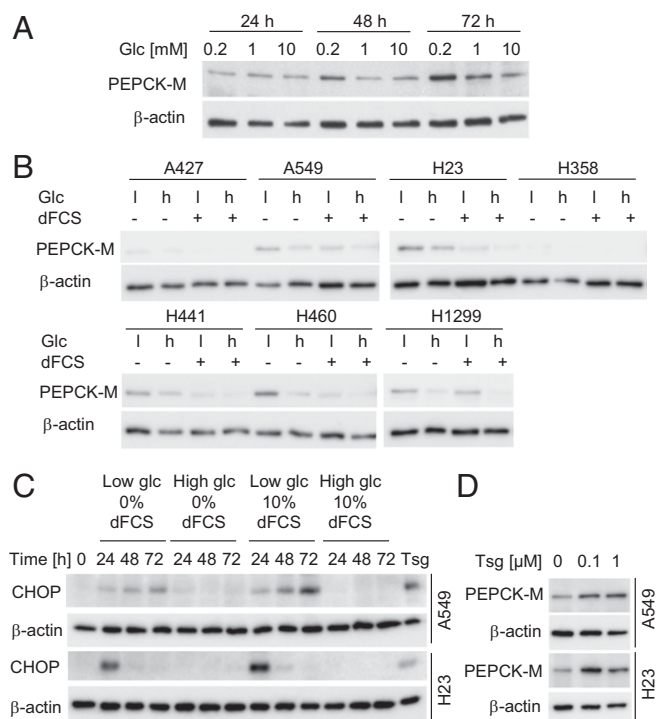 A
24 h 48 h 72 h
Glc [mM] 0.2 1 10 0.2 1 10 0.2 1 10
PEPCK-M
β-actin
B
A427 A549 H23 H358
Glc l h l h l h l h l h l h l h l h
dFCS - - + + - - + + - - + + - - + +
PEPCK-M
β-actin
H441 H460 H1299
Glc l h l h l h l h l h l h
dFCS - - + + - - + + - - + +
PEPCK-M
β-actin
C
Low glc High glc Low glc High glc
0% 0% 10% 10%
dFCS dFCS dFCS dFCS
Time [h] 0 24 48 72 24 48 72 24 48 72 24 48 72 Tsg
CHOP
β-actin
A549
CHOP
β-actin
H23
D
Tsg [µM] 0 0.1 1
PEPCK-M
β-actin
A549
PEPCK-M
β-actin
H23